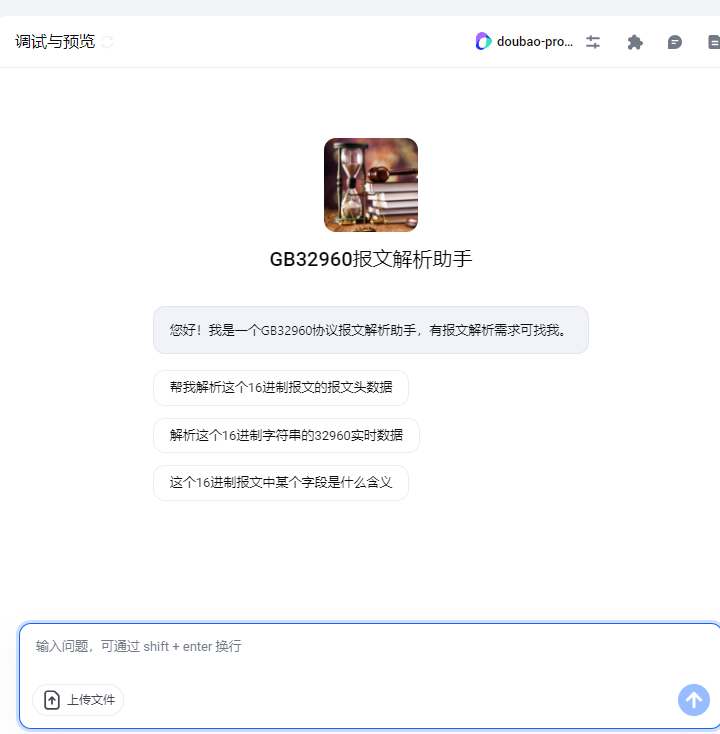 调试与预览
doubao-pro...
GB32960报文解析助手
您好！我是一个GB32960协议报文解析助手，有报文解析需求可找我。
帮我解析这个16进制报文的报文头数据
解析这个16进制字符串的32960实时数据
这个16进制报文中某个字段是什么含义
输入问题，可通过 shift + enter 换行
上传文件